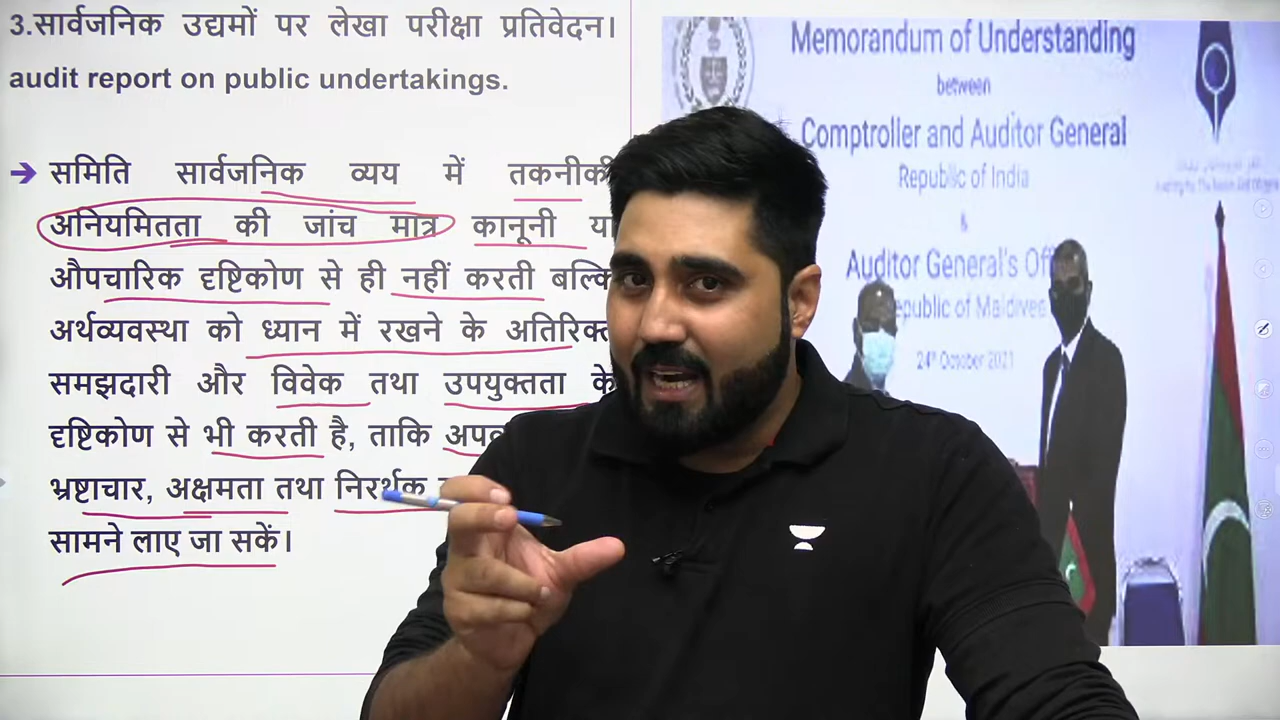 3.सार्वजनिक उद्यमों पर लेखा परीक्षा प्रतिवेदन।
audit report on public undertakings.
समिति सार्वजनिक व्यय में तकनीकी
अनियमितता की जांच मात्र कानूनी या
औपचारिक दृष्टिकोण से ही नहीं करती बल्कि
अर्थव्यवस्था को ध्यान में रखने के अतिरिक्त
समझदारी और विवेक तथा उपयुक्तता के
दृष्टिकोण से भी करती है, ताकि
भ्रष्टाचार, अक्षमता तथा निरर्थक
सामने लाए जा सकें।
Memorandum of Understanding
between
Comptroller and Auditor General
Republic of India
&
Auditor General's
Republic of Maldives
24th October 2021